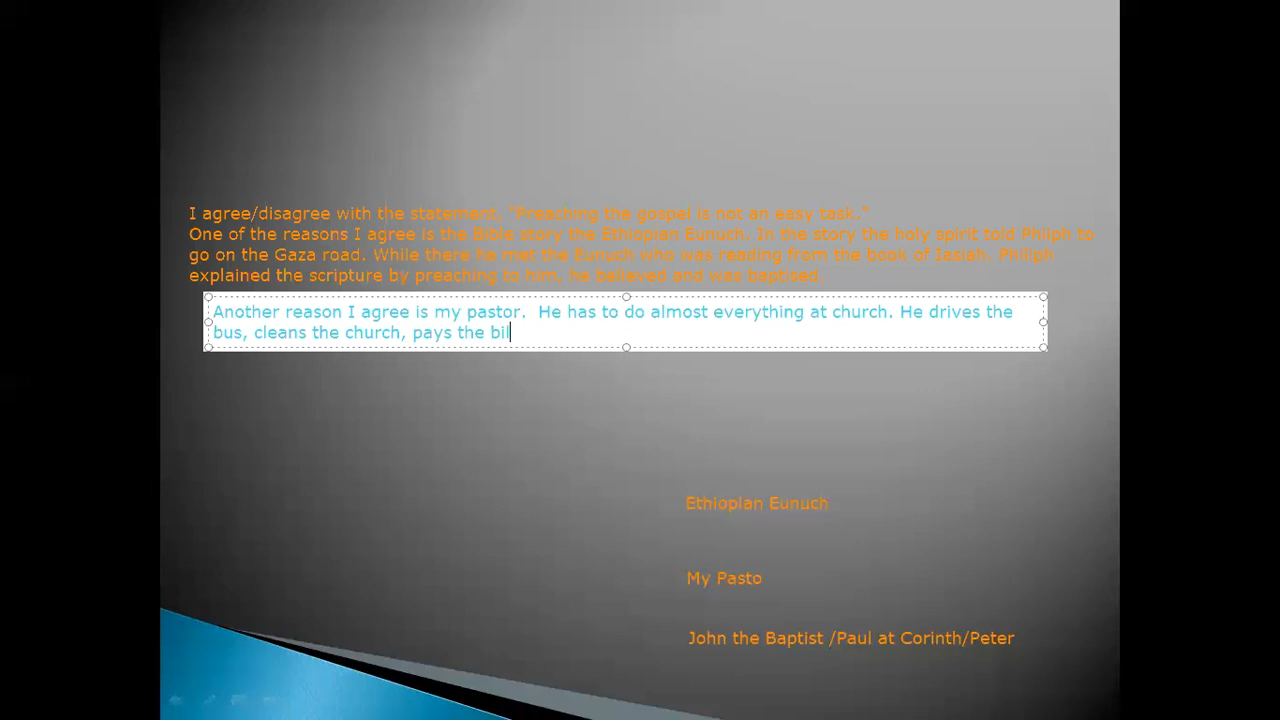 I agree/disagree with the statement, "Preaching the gospel is not an easy task."
One of the reasons I agree is the Bible story the Ethiopian Eunuch. In the story the holy spirit told Philph to
go on the Gaza road. While there he met the Eunuch who was reading from the book of Iasiah. Philph
explained the scripture by preaching to him, he believed and was baptised.
Another reason I agree is my pastor.  He has to do almost everything at church. He drives the
bus, cleans the church, pays the bil
Ethiopian Eunuch
My Pasto
John the Baptist /Paul at Corinth/Peter